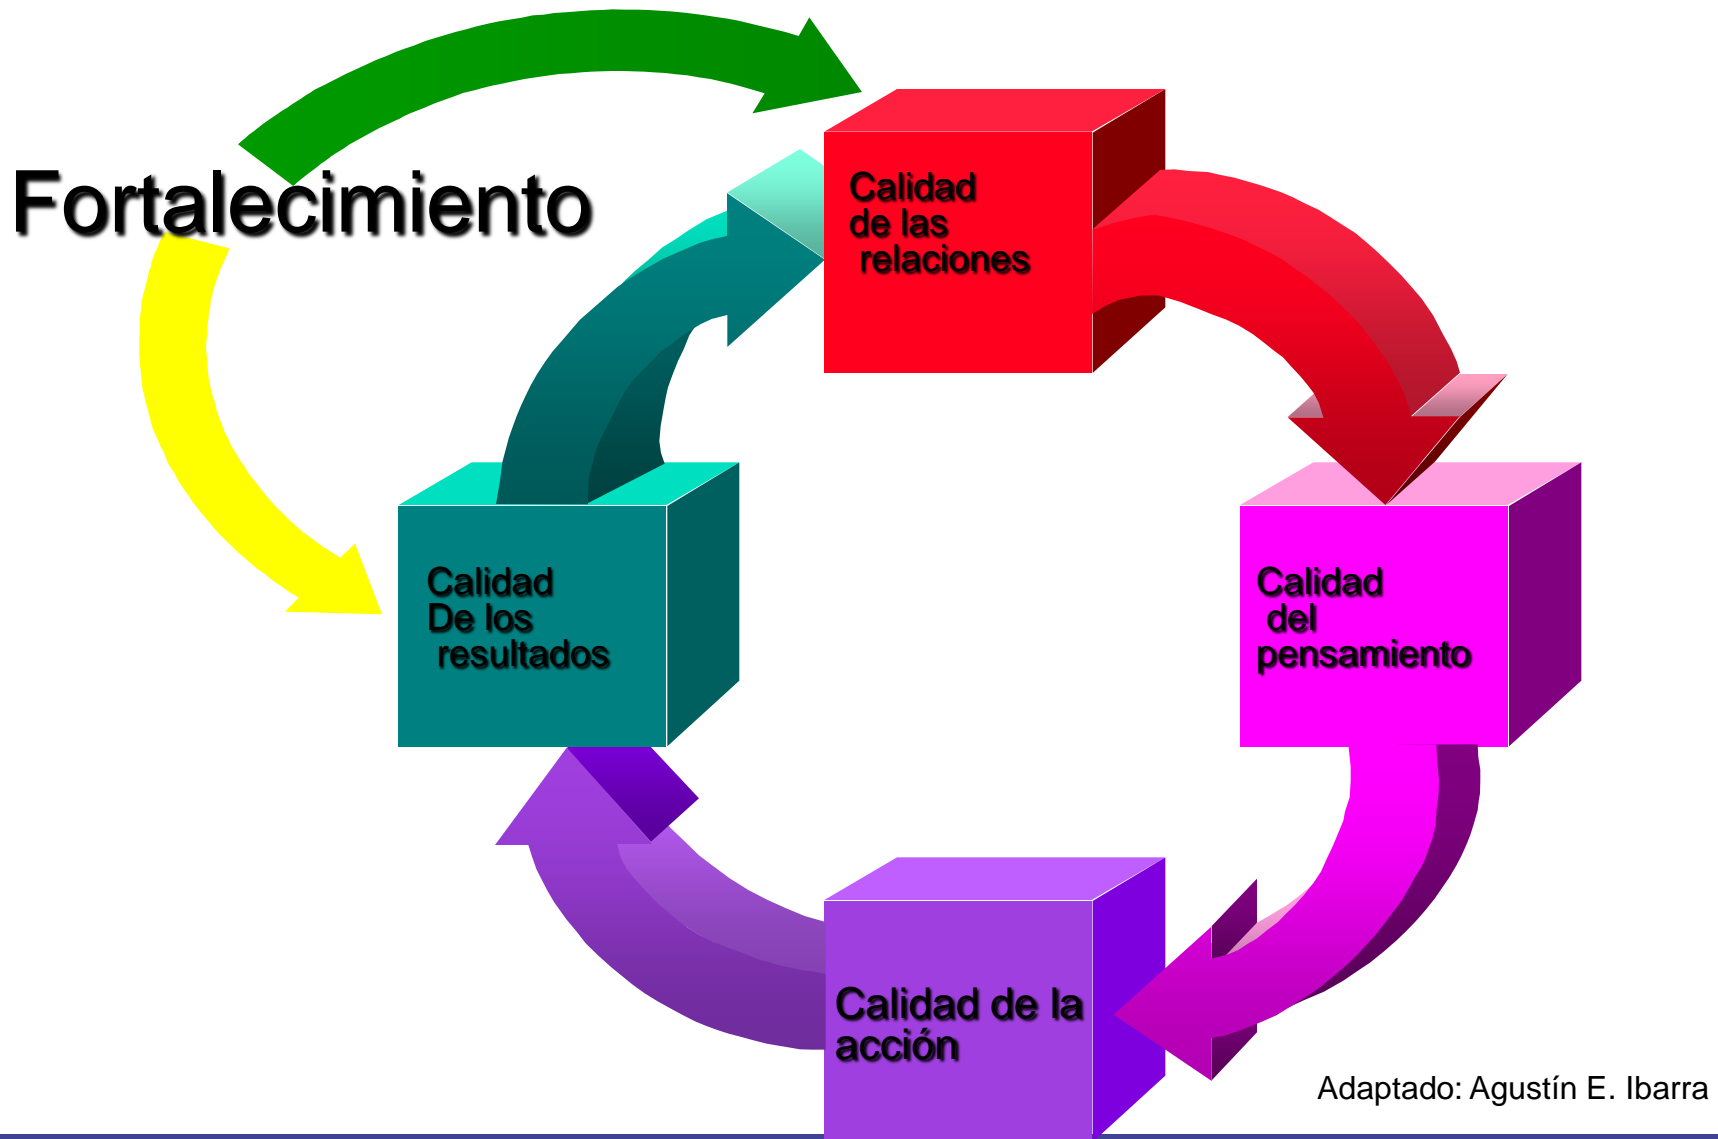 Fortalecimiento
Calidad
de las
relaciones
Calidad
De los
resultados
Calidad
del
pensamiento
Calidad de la
acción
Adaptado: Agustín E. Ibarra